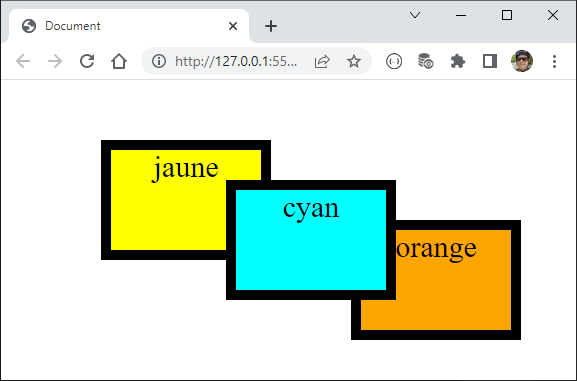 Document
http://127.0.0.1:55...
jaune
cyan
orange